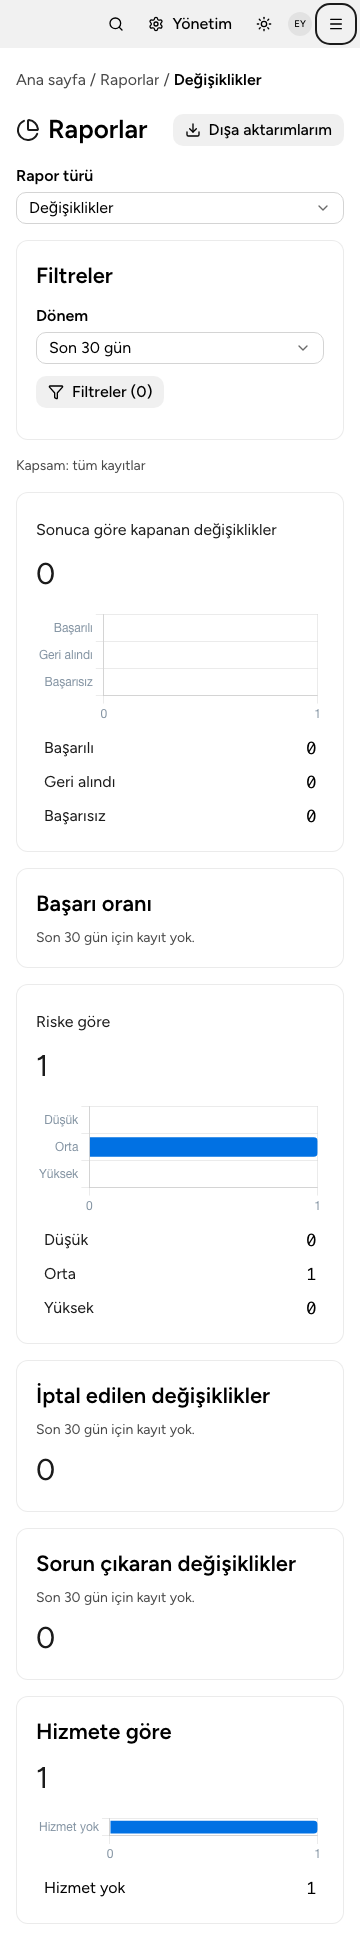 Yönetim
EY
Ana sayfa / Raporlar / Değişiklikler
Raporlar
Dışa aktarımlarım
Rapor türü
Değişiklikler
Filtreler
Dönem
Son 30 gün
Filtreler (0)
Kapsam: tüm kayıtlar
Sonuca göre kapanan değişiklikler
0
Başarılı
Geri alındı
Başarısız
0 1
Başarılı 0
Geri alındı 0
Başarısız 0
Başarı oranı
Son 30 gün için kayıt yok.
Riske göre
1
Düşük
Orta
Yüksek
0 1
Düşük 0
Orta 1
Yüksek 0
İptal edilen değişiklikler
Son 30 gün için kayıt yok.
0
Sorun çıkaran değişiklikler
Son 30 gün için kayıt yok.
0
Hizmete göre
1
Hizmet yok
0 1
Hizmet yok 1